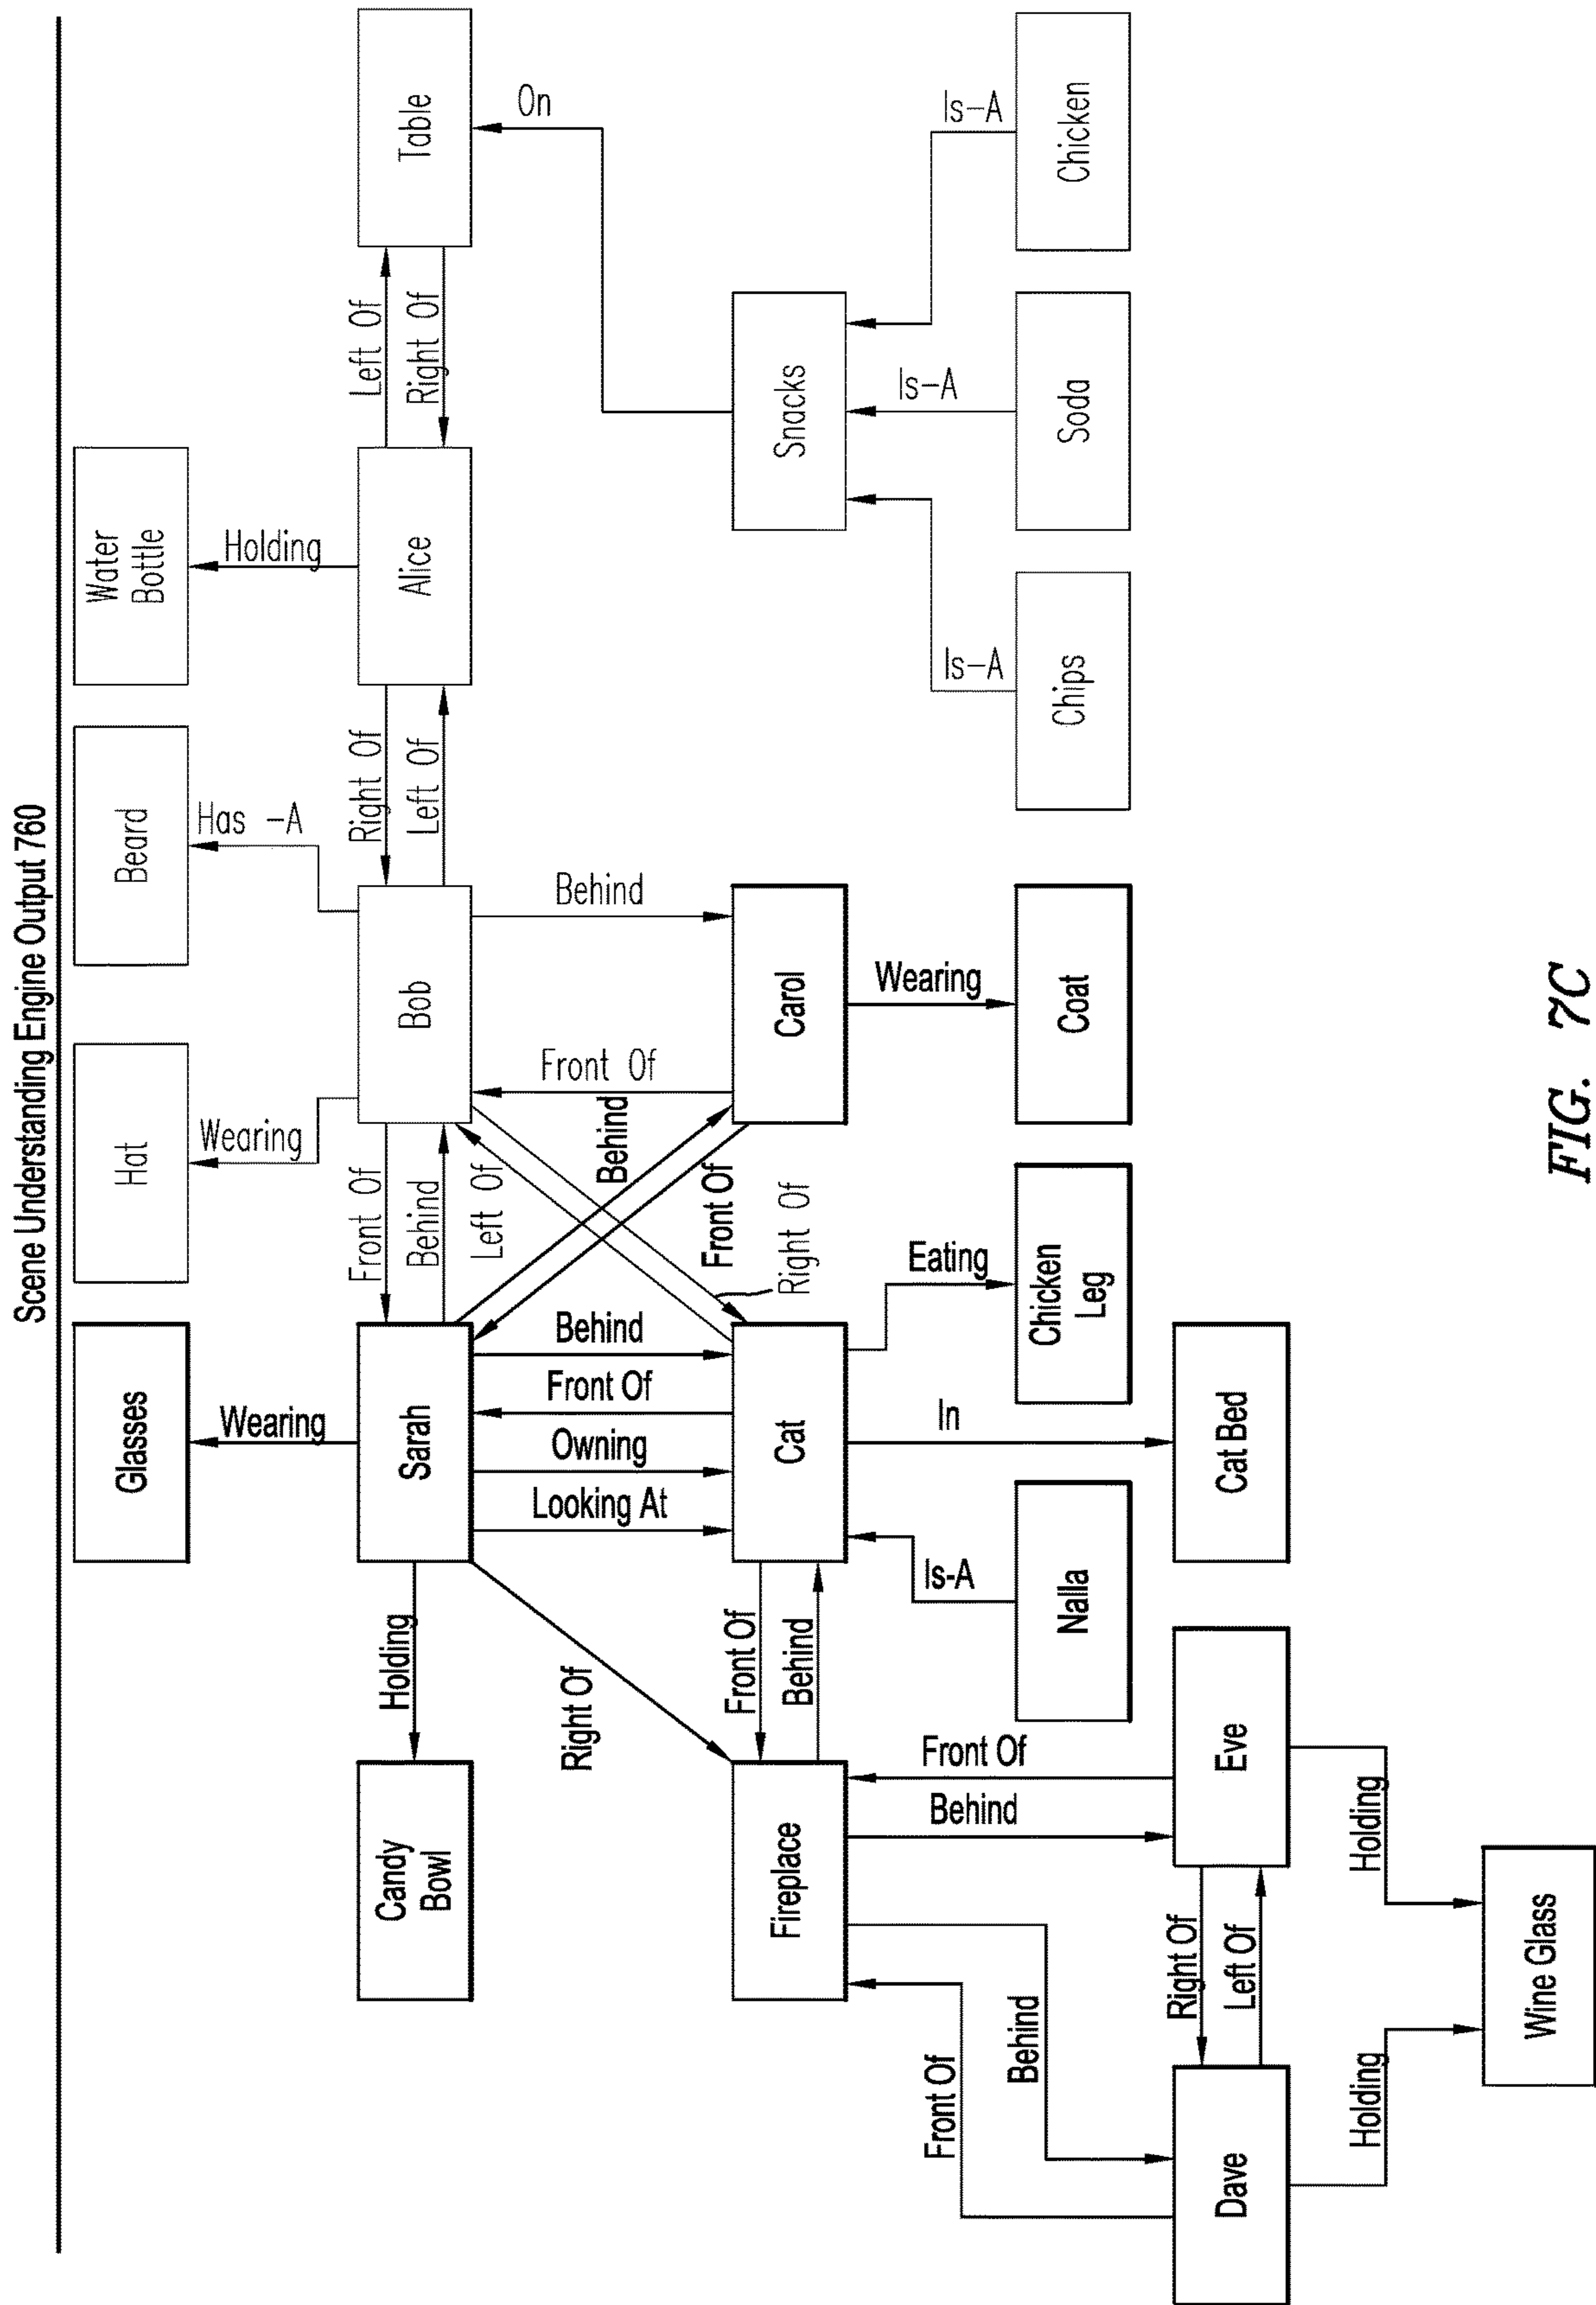 Scene Understanding Engine Output 760
Glasses
Hat
Beard
Water
Bottle
Wearing
Wearing
Has -A
Holding
Candy
Bowl
Holding
Sarah
Front Of
Behind
Bob
Right Of
Left Of
Alice
Left Of
Right Of
Table
Left Of
Right Of
Looking At
Owning
Front Of
Behind
Behind
Front Of
Right Of
Front Of
Behind
On
Fireplace
Front Of
Behind
Cat
Carol
Snacks
Front Of
Behind
Behind
Front Of
Is-A
In
Eating
Wearing
Is-A
Is-A
Is-A
Nalla
Chicken
Leg
Coat
Chips
Soda
Chicken
Dave
Right Of
Left Of
Eve
Cat Bed
Holding
Holding
Wine Glass
FIG. 7C